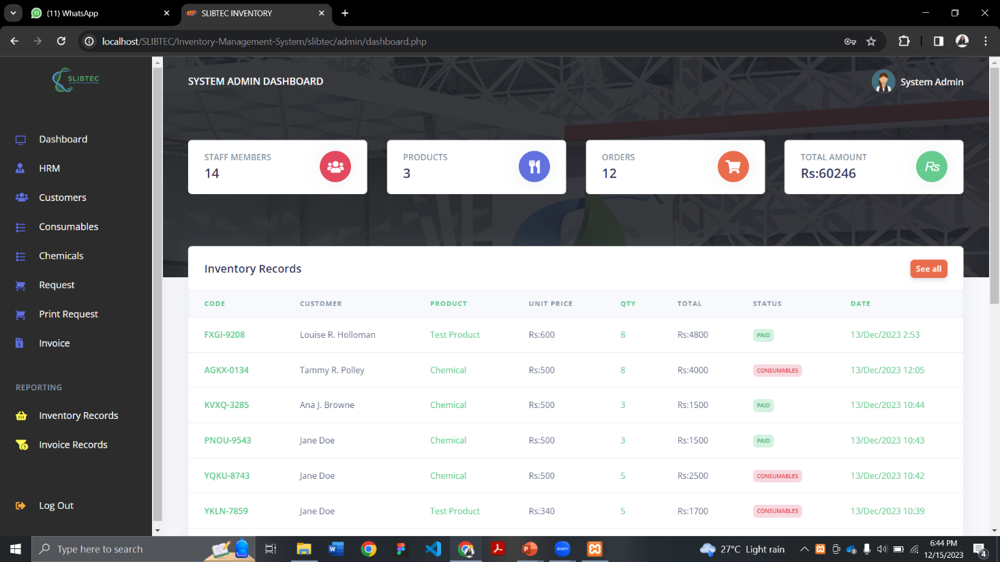 (11) WhatsApp
SLIBTEC INVENTORY
localhost/SLIBTEC/Inventory-Management-System/slibtec/admin/dashboard.php
SLIBTEC
SYSTEM ADMIN DASHBOARD
System Admin
Dashboard
HRM
Customers
Consumables
Chemicals
Request
Print Request
Invoice
REPORTING
Inventory Records
Invoice Records
Log Out
STAFF MEMBERS
14
PRODUCTS
3
ORDERS
12
TOTAL AMOUNT
Rs:60246
Rs
Inventory Records
See all
CODE CUSTOMER PRODUCT UNIT PRICE QTY TOTAL STATUS DATE
FXGI-9208 Louise R. Holloman Test Product Rs:600 8 Rs:4800 PAID 13/Dec/2023 2:53
AGKX-0134 Tammy R. Polley Chemical Rs:500 8 Rs:4000 CONSUMABLES 13/Dec/2023 12:05
KVXQ-3285 Ana J. Browne Chemical Rs:500 3 Rs:1500 PAID 13/Dec/2023 10:44
PNOU-9543 Jane Doe Chemical Rs:500 3 Rs:1500 PAID 13/Dec/2023 10:43
YQKU-8743 Jane Doe Chemical Rs:500 5 Rs:2500 CONSUMABLES 13/Dec/2023 10:42
YKLN-7859 Jane Doe Test Product Rs:340 5 Rs:1700 CONSUMABLES 13/Dec/2023 10:39
Type here to search
27°C Light rain
6:44 PM
12/15/2023
4